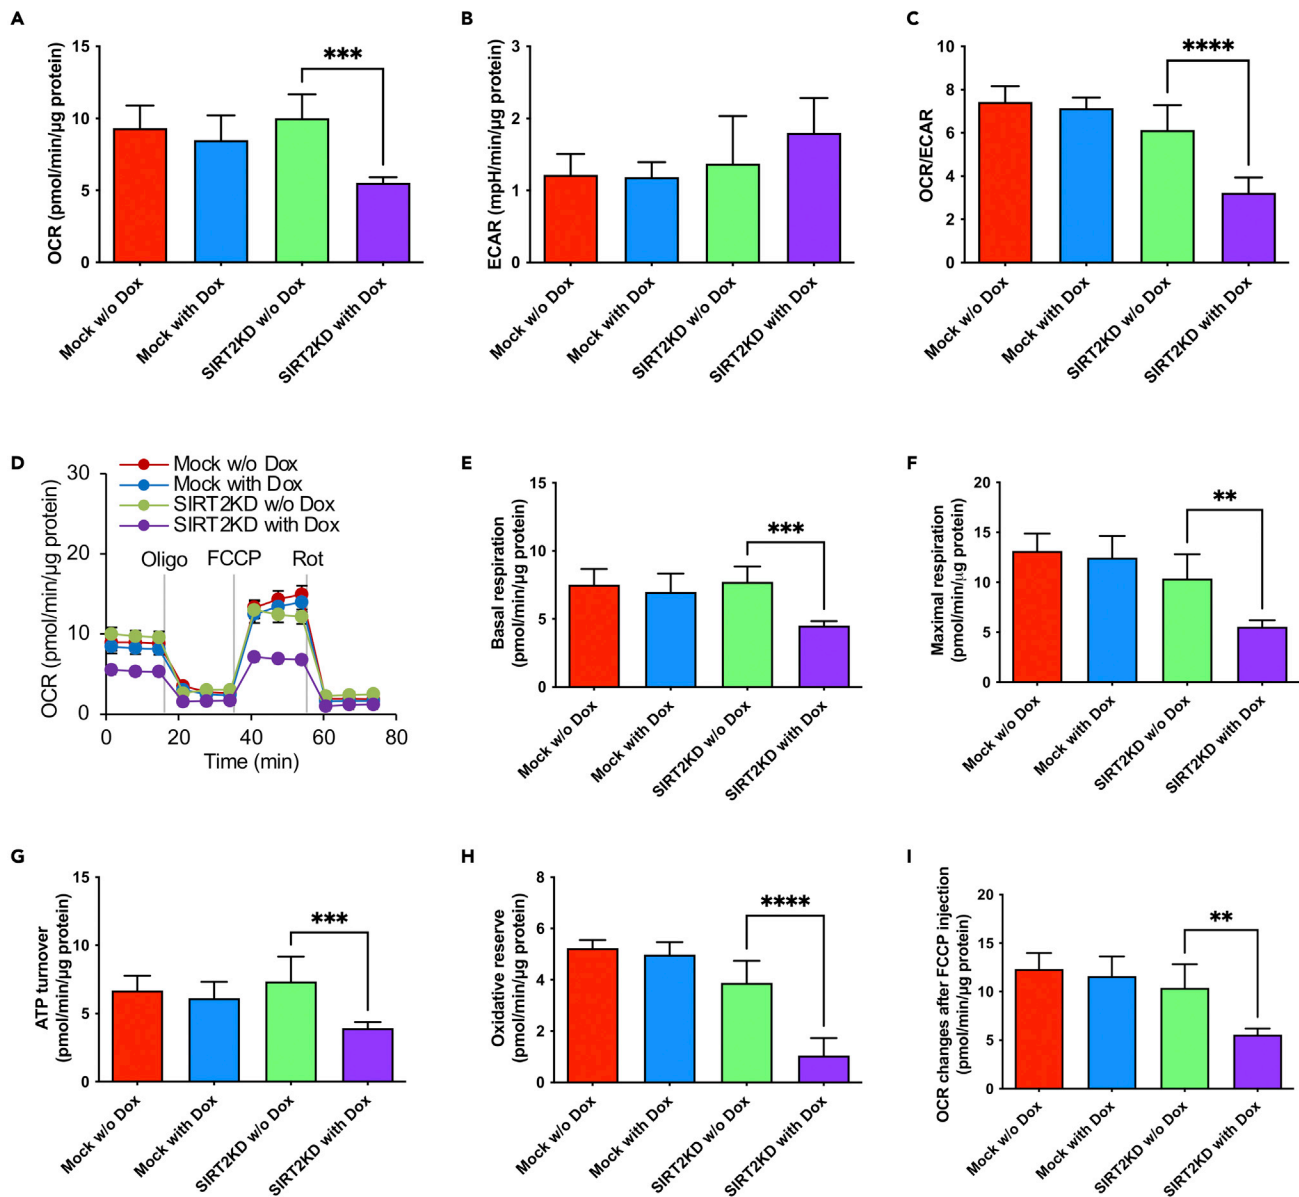 A
OCR (pmol/min/µg protein)
15
10
5
0
***
Mock w/o Dox
Mock with Dox
SIRT2KD w/o Dox
SIRT2KD with Dox
B
ECAR (mpH/min/µg protein)
3
2
1
0
Mock w/o Dox
Mock with Dox
SIRT2KD w/o Dox
SIRT2KD with Dox
C
OCR/ECAR
10
8
6
4
2
0
****
Mock w/o Dox
Mock with Dox
SIRT2KD w/o Dox
SIRT2KD with Dox
D
OCR (pmol/min/µg protein)
30
20
10
0
Mock w/o Dox
Mock with Dox
SIRT2KD w/o Dox
SIRT2KD with Dox
Oligo
FCCP
Rot
0 20 40 60 80
Time (min)
E
Basal respiration
(pmol/min/µg protein)
15
10
5
0
***
Mock w/o Dox
Mock with Dox
SIRT2KD w/o Dox
SIRT2KD with Dox
F
Maximal respiration
(pmol/min/µg protein)
20
15
10
5
0
**
Mock w/o Dox
Mock with Dox
SIRT2KD w/o Dox
SIRT2KD with Dox
G
ATP turnover
(pmol/min/µg protein)
15
10
5
0
***
Mock w/o Dox
Mock with Dox
SIRT2KD w/o Dox
SIRT2KD with Dox
H
Oxidative reserve
(pmol/min/µg protein)
8
6
4
2
0
****
Mock w/o Dox
Mock with Dox
SIRT2KD w/o Dox
SIRT2KD with Dox
I
OCR changes after FCCP injection
(pmol/min/µg protein)
20
15
10
5
0
**
Mock w/o Dox
Mock with Dox
SIRT2KD w/o Dox
SIRT2KD with Dox